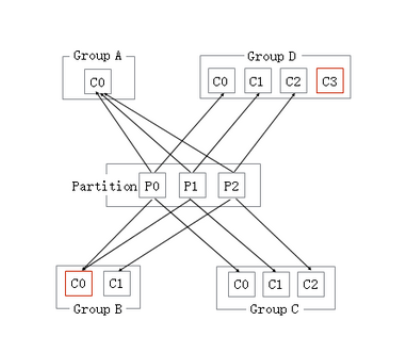 Group A
Group D
C0
C0 C1 C2 C3
Partition P0 P1 P2
C0 C1
C0 C1 C2
Group B
Group C